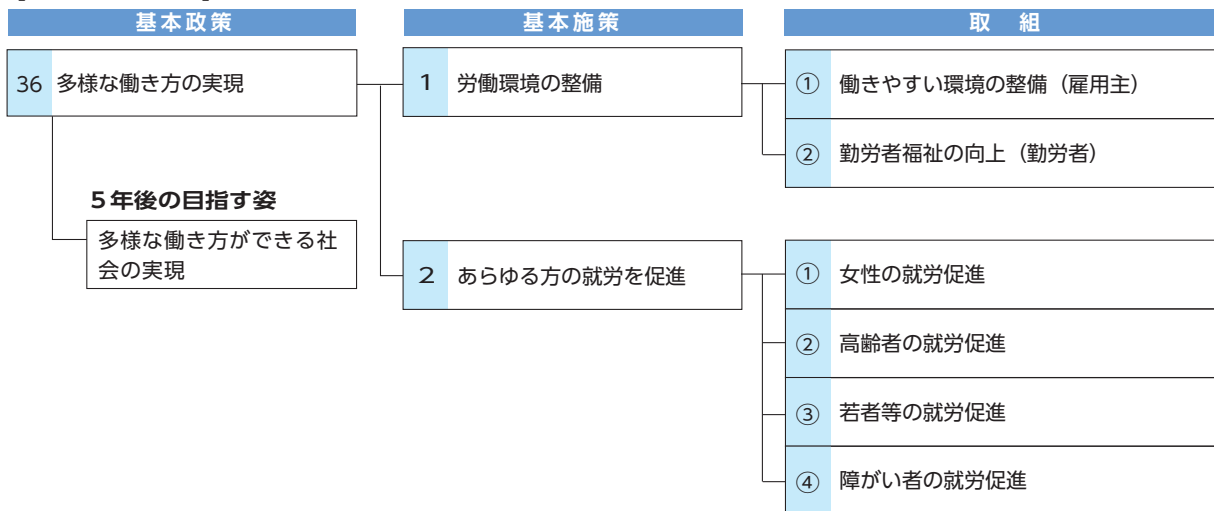 基本政策
基本施策
取 組
36 多様な働き方の実現
1 労働環境の整備
① 働きやすい環境の整備（雇用主）
② 勤労者福祉の向上（勤労者）
５年後の目指す姿
多様な働き方ができる社
会の実現
2 あらゆる方の就労を促進
① 女性の就労促進
② 高齢者の就労促進
③ 若者等の就労促進
④ 障がい者の就労促進